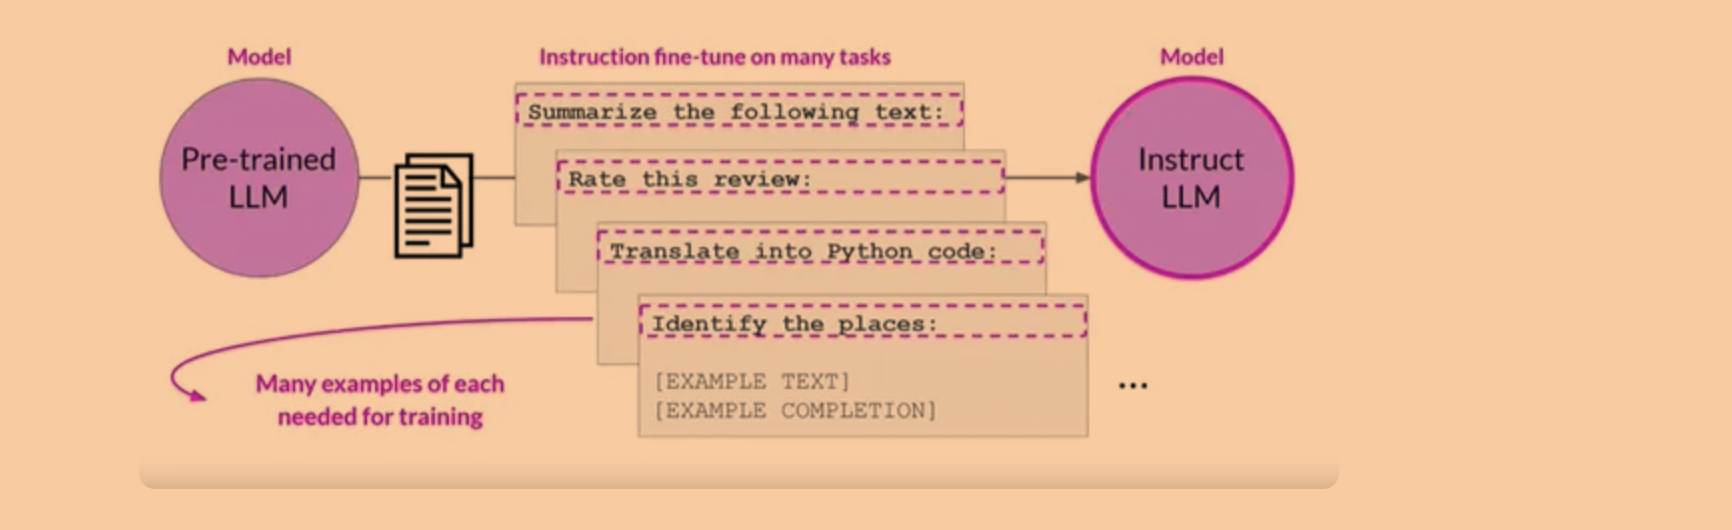 Model
Instruction fine-tune on many tasks
Model
Pre-trained
LLM
Summarize the following text:
Rate this review:
Translate into Python code:
Identify the places:
[EXAMPLE TEXT]
[EXAMPLE COMPLETION]
...
Instruct
LLM
Many examples of each
needed for training